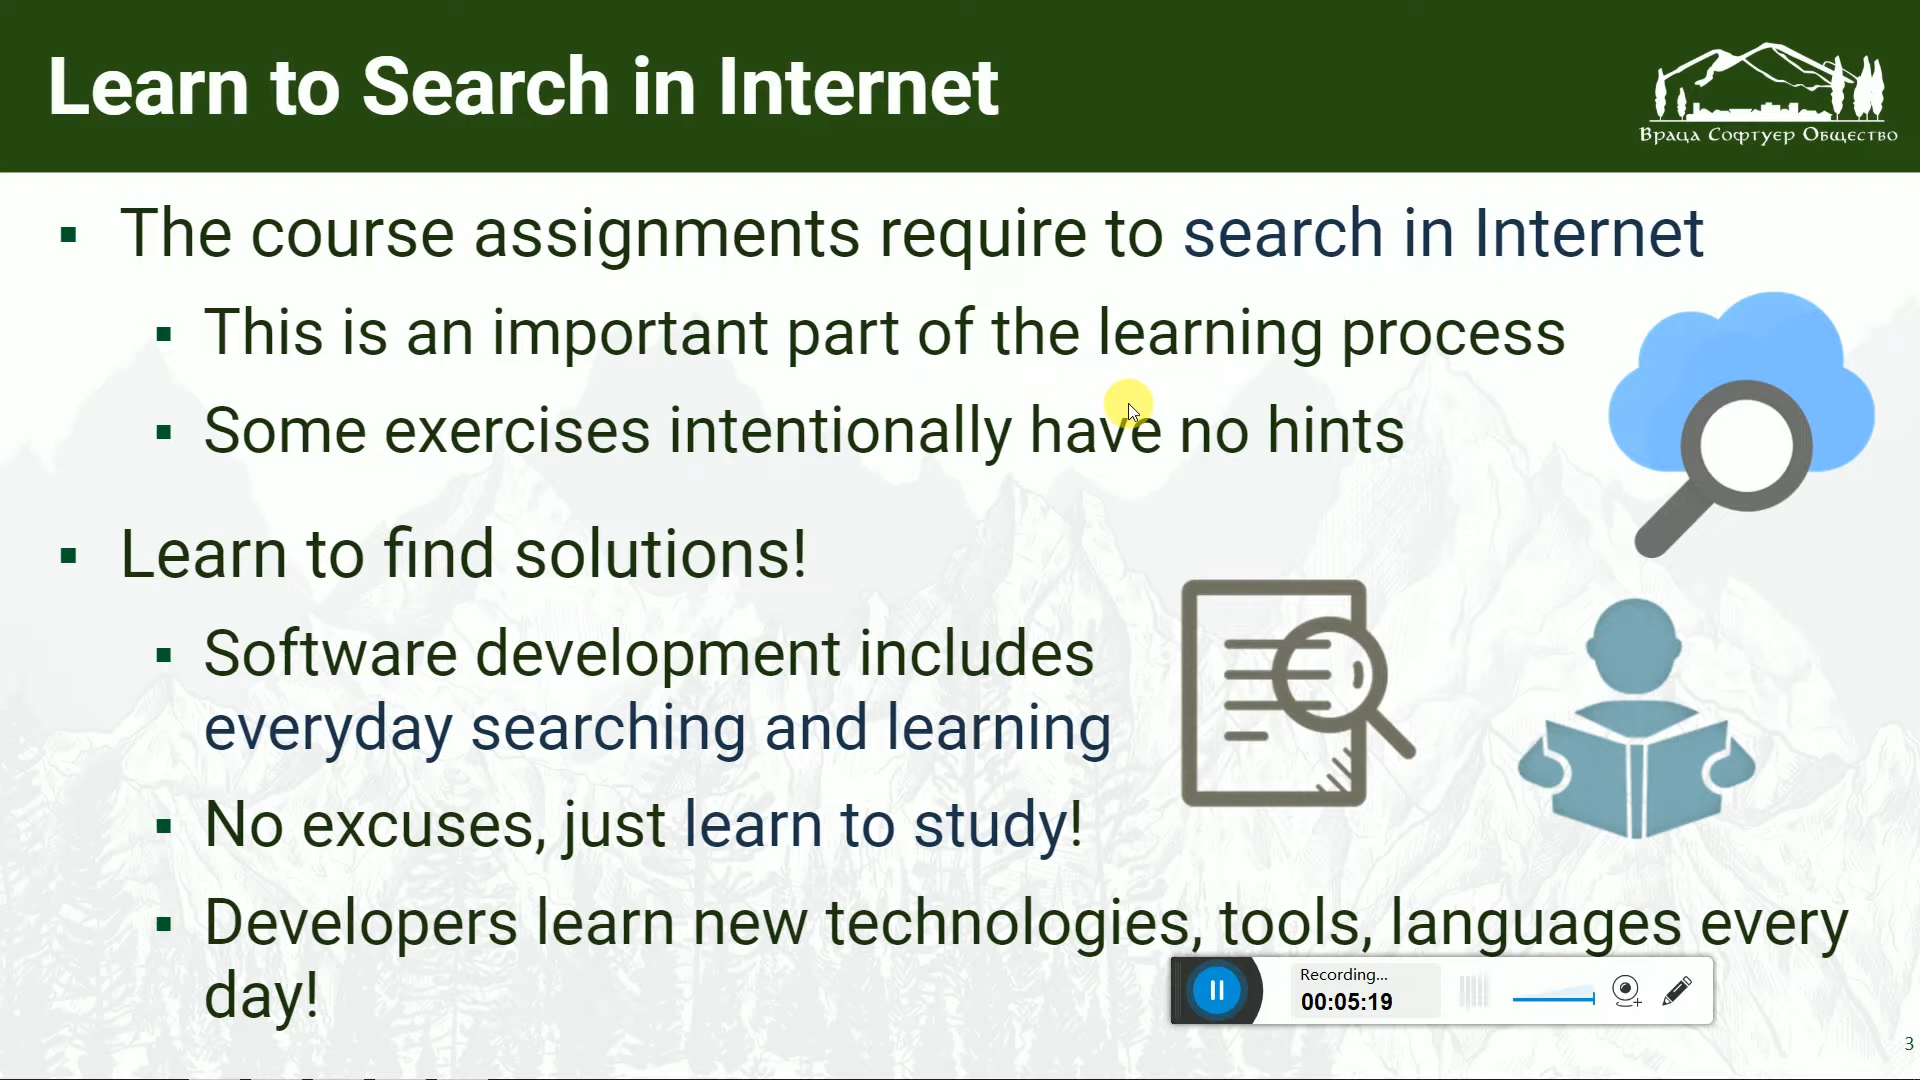 Learn to Search in Internet
Враца Софтуер Общество
▪ The course assignments require to search in Internet
▪ This is an important part of the learning process
▪ Some exercises intentionally have no hints
▪ Learn to find solutions!
▪ Software development includes
everyday searching and learning
▪ No excuses, just learn to study!
▪ Developers learn new technologies, tools, languages every
day!
Recording...
00:05:19
3